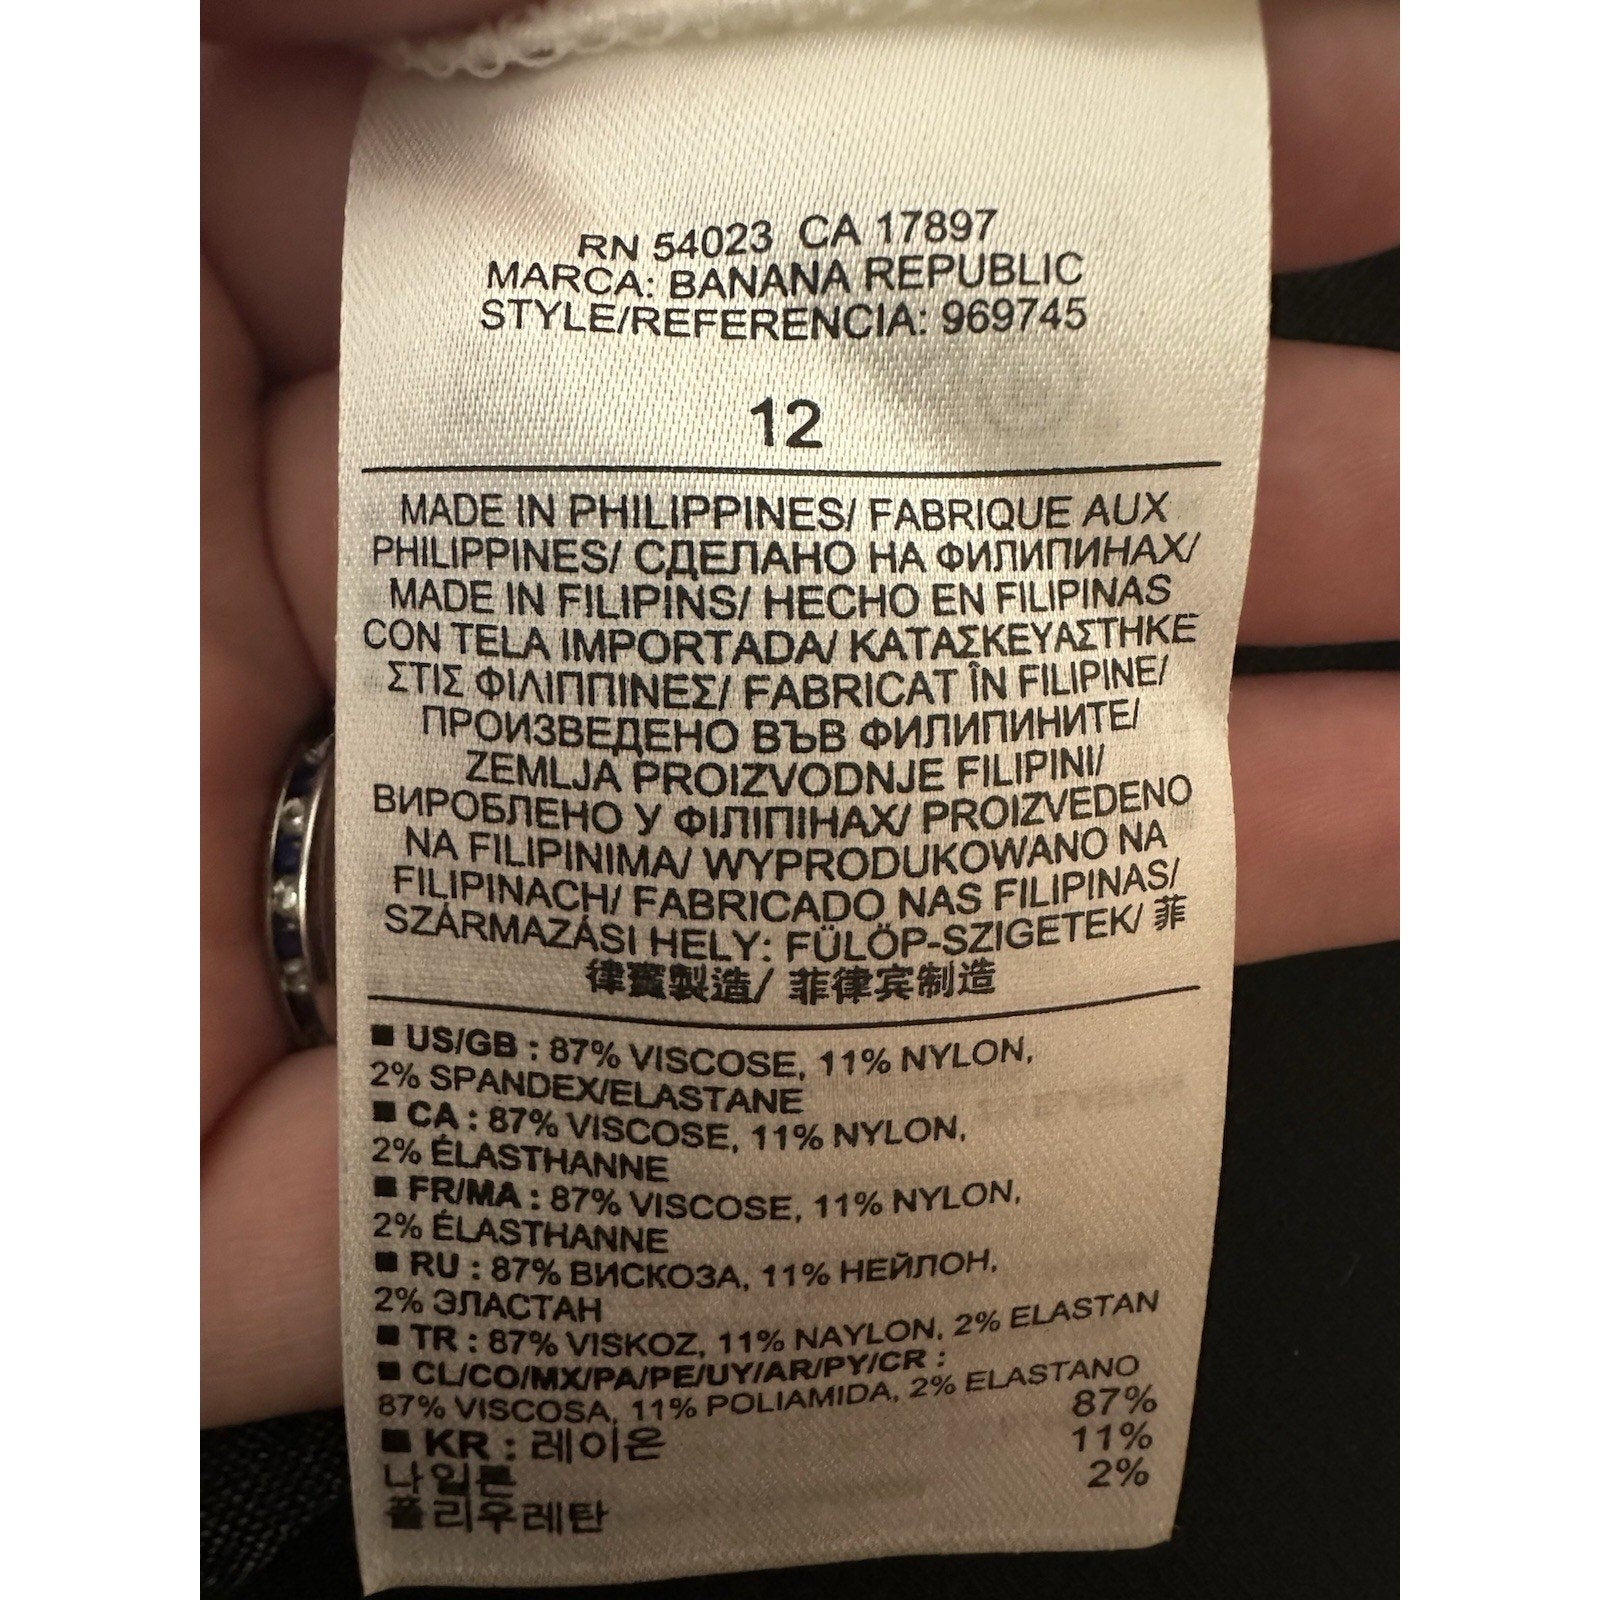 RN 54023 CA 17897
MARCA: BANANA REPUBLIC
STYLE/REFERENCIA: 969745
12
MADE IN PHILIPPINES/ FABRIQUE AUX
PHILIPPINES/ СДЕЛАНО НА ФИЛИПИНАХ/
MADE IN FILIPINS/ HECHO EN FILIPINAS
CON TELA IMPORTADA/ ΚΑΤΑΣΚΕΥΑΣΤΗΚΕ
ΣΤΙΣ ΦΙΛΙΠΠΙΝΕΣ/ FABRICAT ÎN FILIPINE/
ПРОИЗВЕДЕНО ВЪВ ФИЛИПИНИТЕ/
ZEMLJA PROIZVODNJE FILIPINI/
ВИРОБЛЕНО У ФІЛІПІНАХ/ PROIZVEDENO
NA FILIPINIMA/ WYPRODUKOWANO NA
FILIPINACH/ FABRICADO NAS FILIPINAS/
SZÁRMAZÁSI HELY: FÜLÖP-SZIGETEK/ 菲
律賓製造/ 菲律宾制造
■ US/GB : 87% VISCOSE, 11% NYLON,
2% SPANDEX/ELASTANE
■ CA : 87% VISCOSE, 11% NYLON,
2% ÉLASTHANNE
■ FR/MA : 87% VISCOSE, 11% NYLON,
2% ÉLASTHANNE
■ RU : 87% ВИСКОЗА, 11% НЕЙЛОН,
2% ЭЛАСТАН
■ TR : 87% VISKOZ, 11% NAYLON, 2% ELASTAN
■ CL/CO/MX/PA/PE/UY/AR/PY/CR :
87% VISCOSA, 11% POLIAMIDA, 2% ELASTANO
■ KR : 레이온 87%
나일론 11%
폴리우레탄 2%